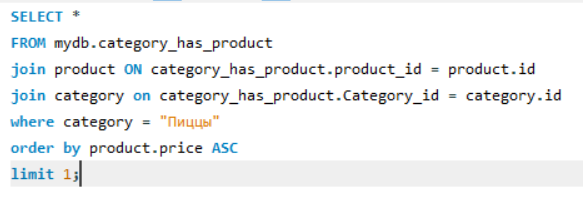 SELECT *
FROM mydb.category_has_product
join product ON category_has_product.product_id = product.id
join category on category_has_product.Category_id = category.id
where category = "Пиццы"
order by product.price ASC
limit 1;